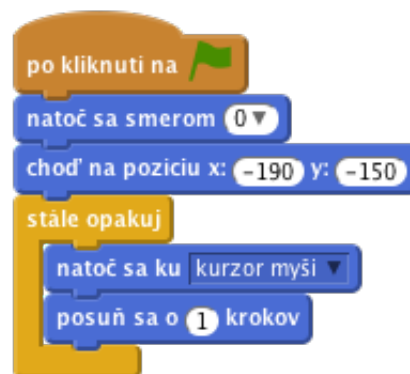 po kliknutí na
natoč sa smerom 0
choď na pozíciu x: -190 y: -150
stále opakuj
natoč sa ku kurzor myši
posuň sa o 1 krokov